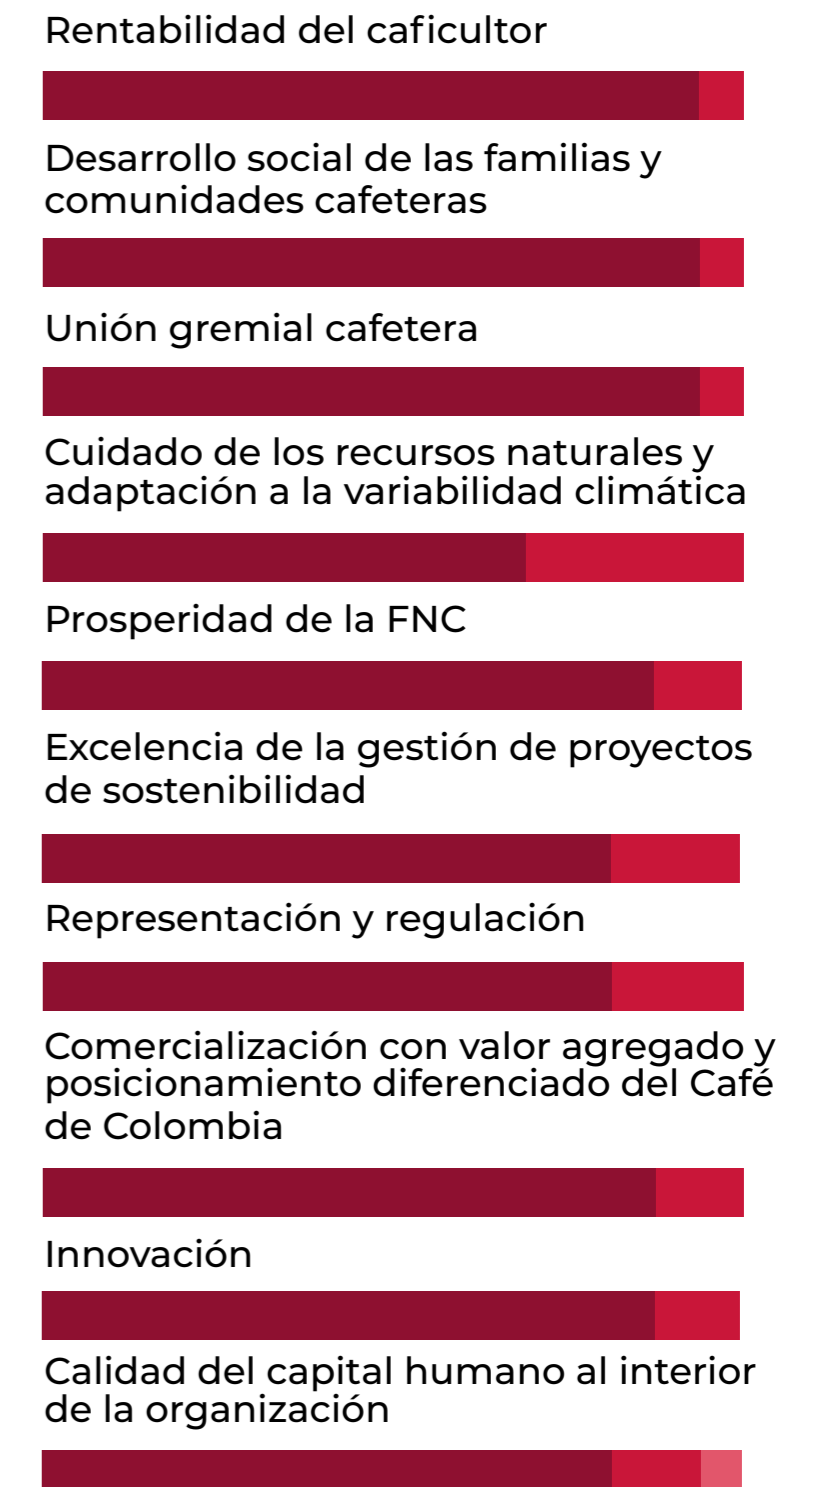 Rentabilidad del caficultor
Desarrollo social de las familias y
comunidades cafeteras
Unión gremial cafetera
Cuidado de los recursos naturales y
adaptación a la variabilidad climática
Prosperidad de la FNC
Excelencia de la gestión de proyectos
de sostenibilidad
Representación y regulación
Comercialización con valor agregado y
posicionamiento diferenciado del Café
de Colombia
Innovación
Calidad del capital humano al interior
de la organización